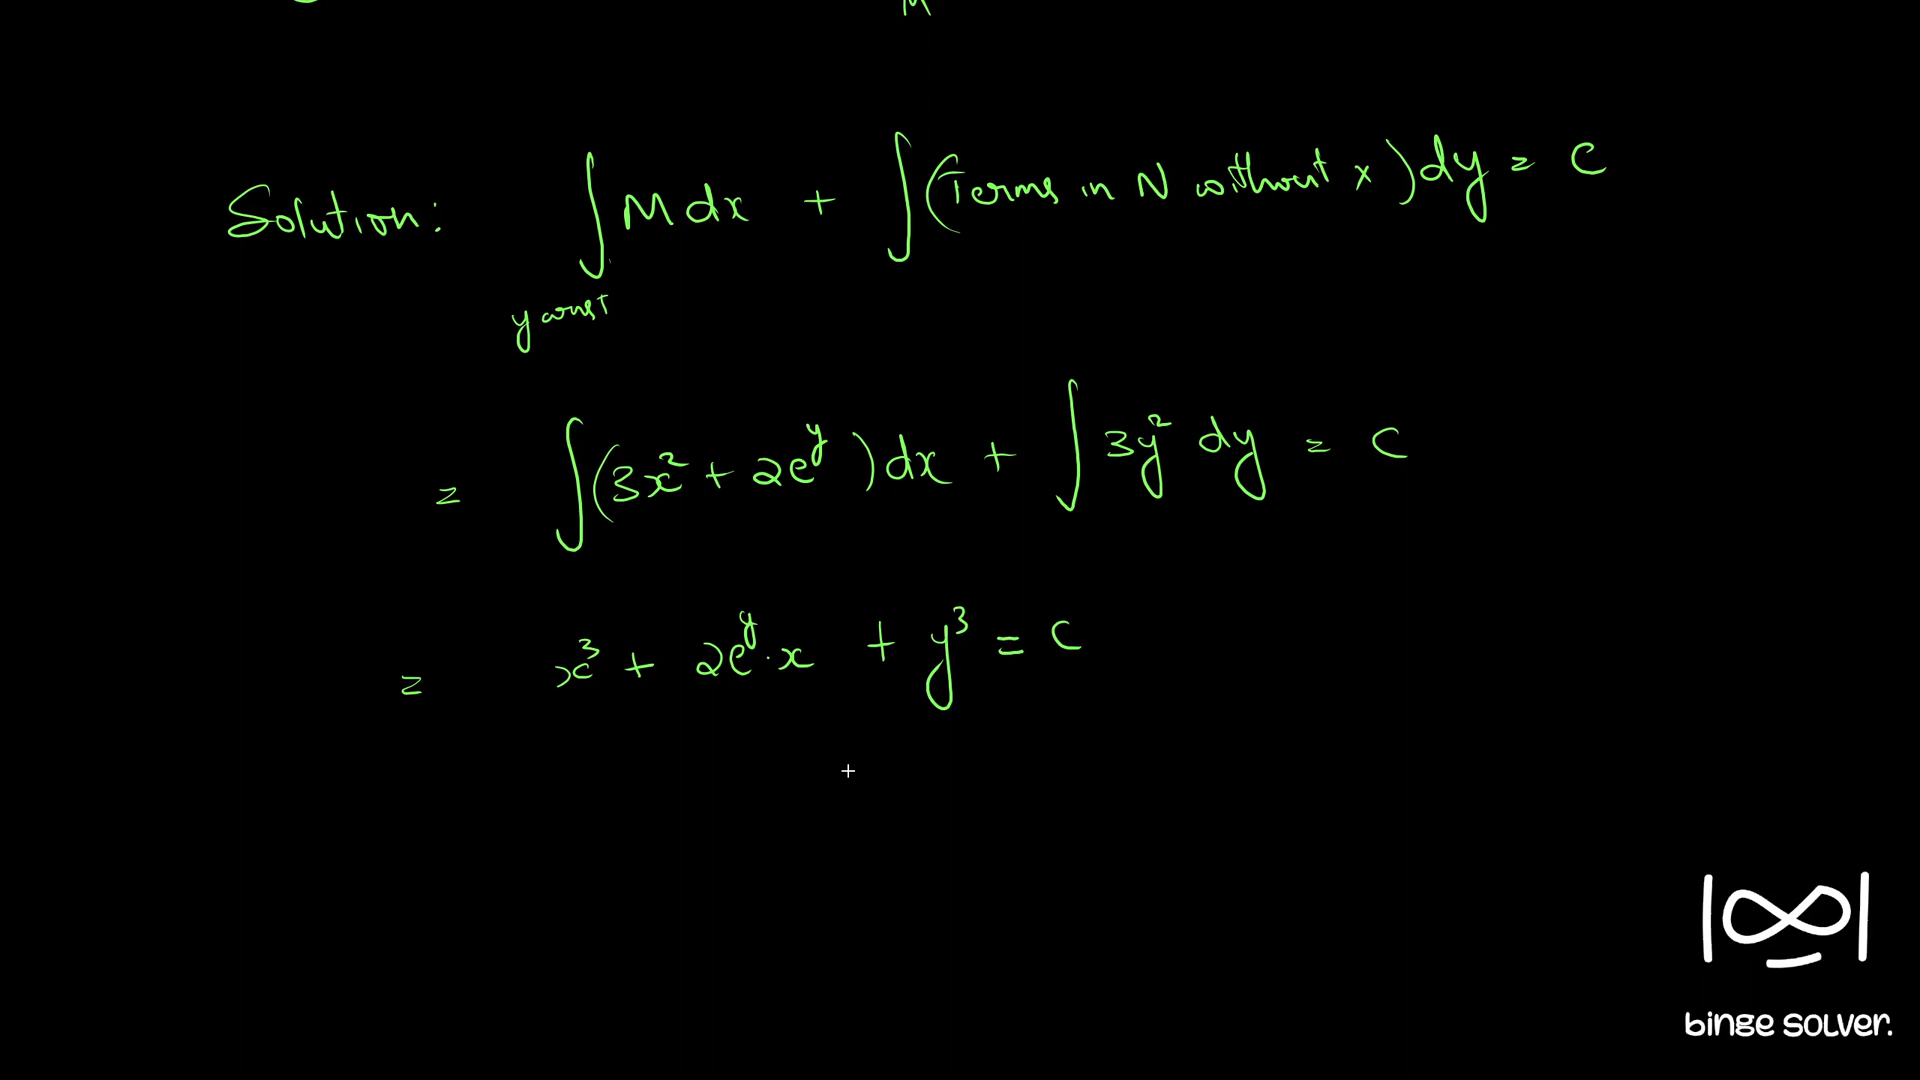 M
Solution: ∫ M dx + ∫ (Terms in N without x) dy = C
y const
= ∫ (3x² + 2e^y) dx + ∫ 3y² dy = C
= x³ + 2e^y · x + y³ = C
binge solver.